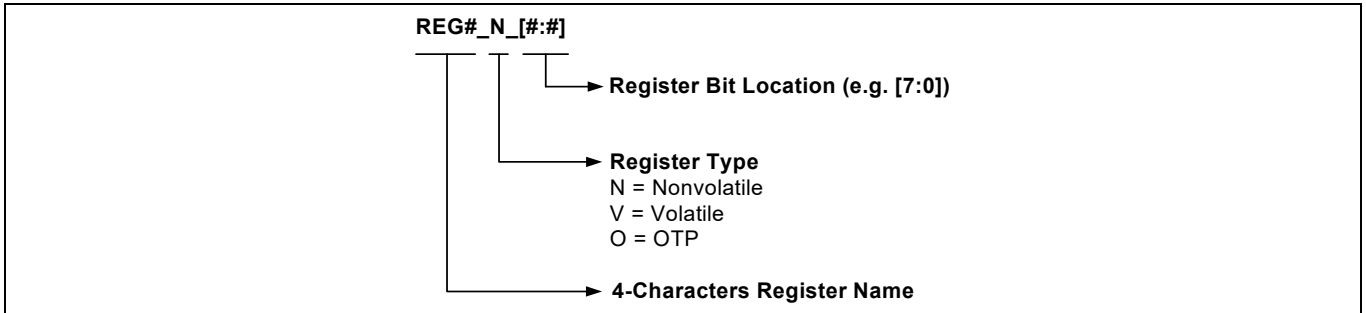 REG#_N_[#:#]
Register Bit Location (e.g. [7:0])
Register Type
N = Nonvolatile
V = Volatile
O = OTP
4-Characters Register Name